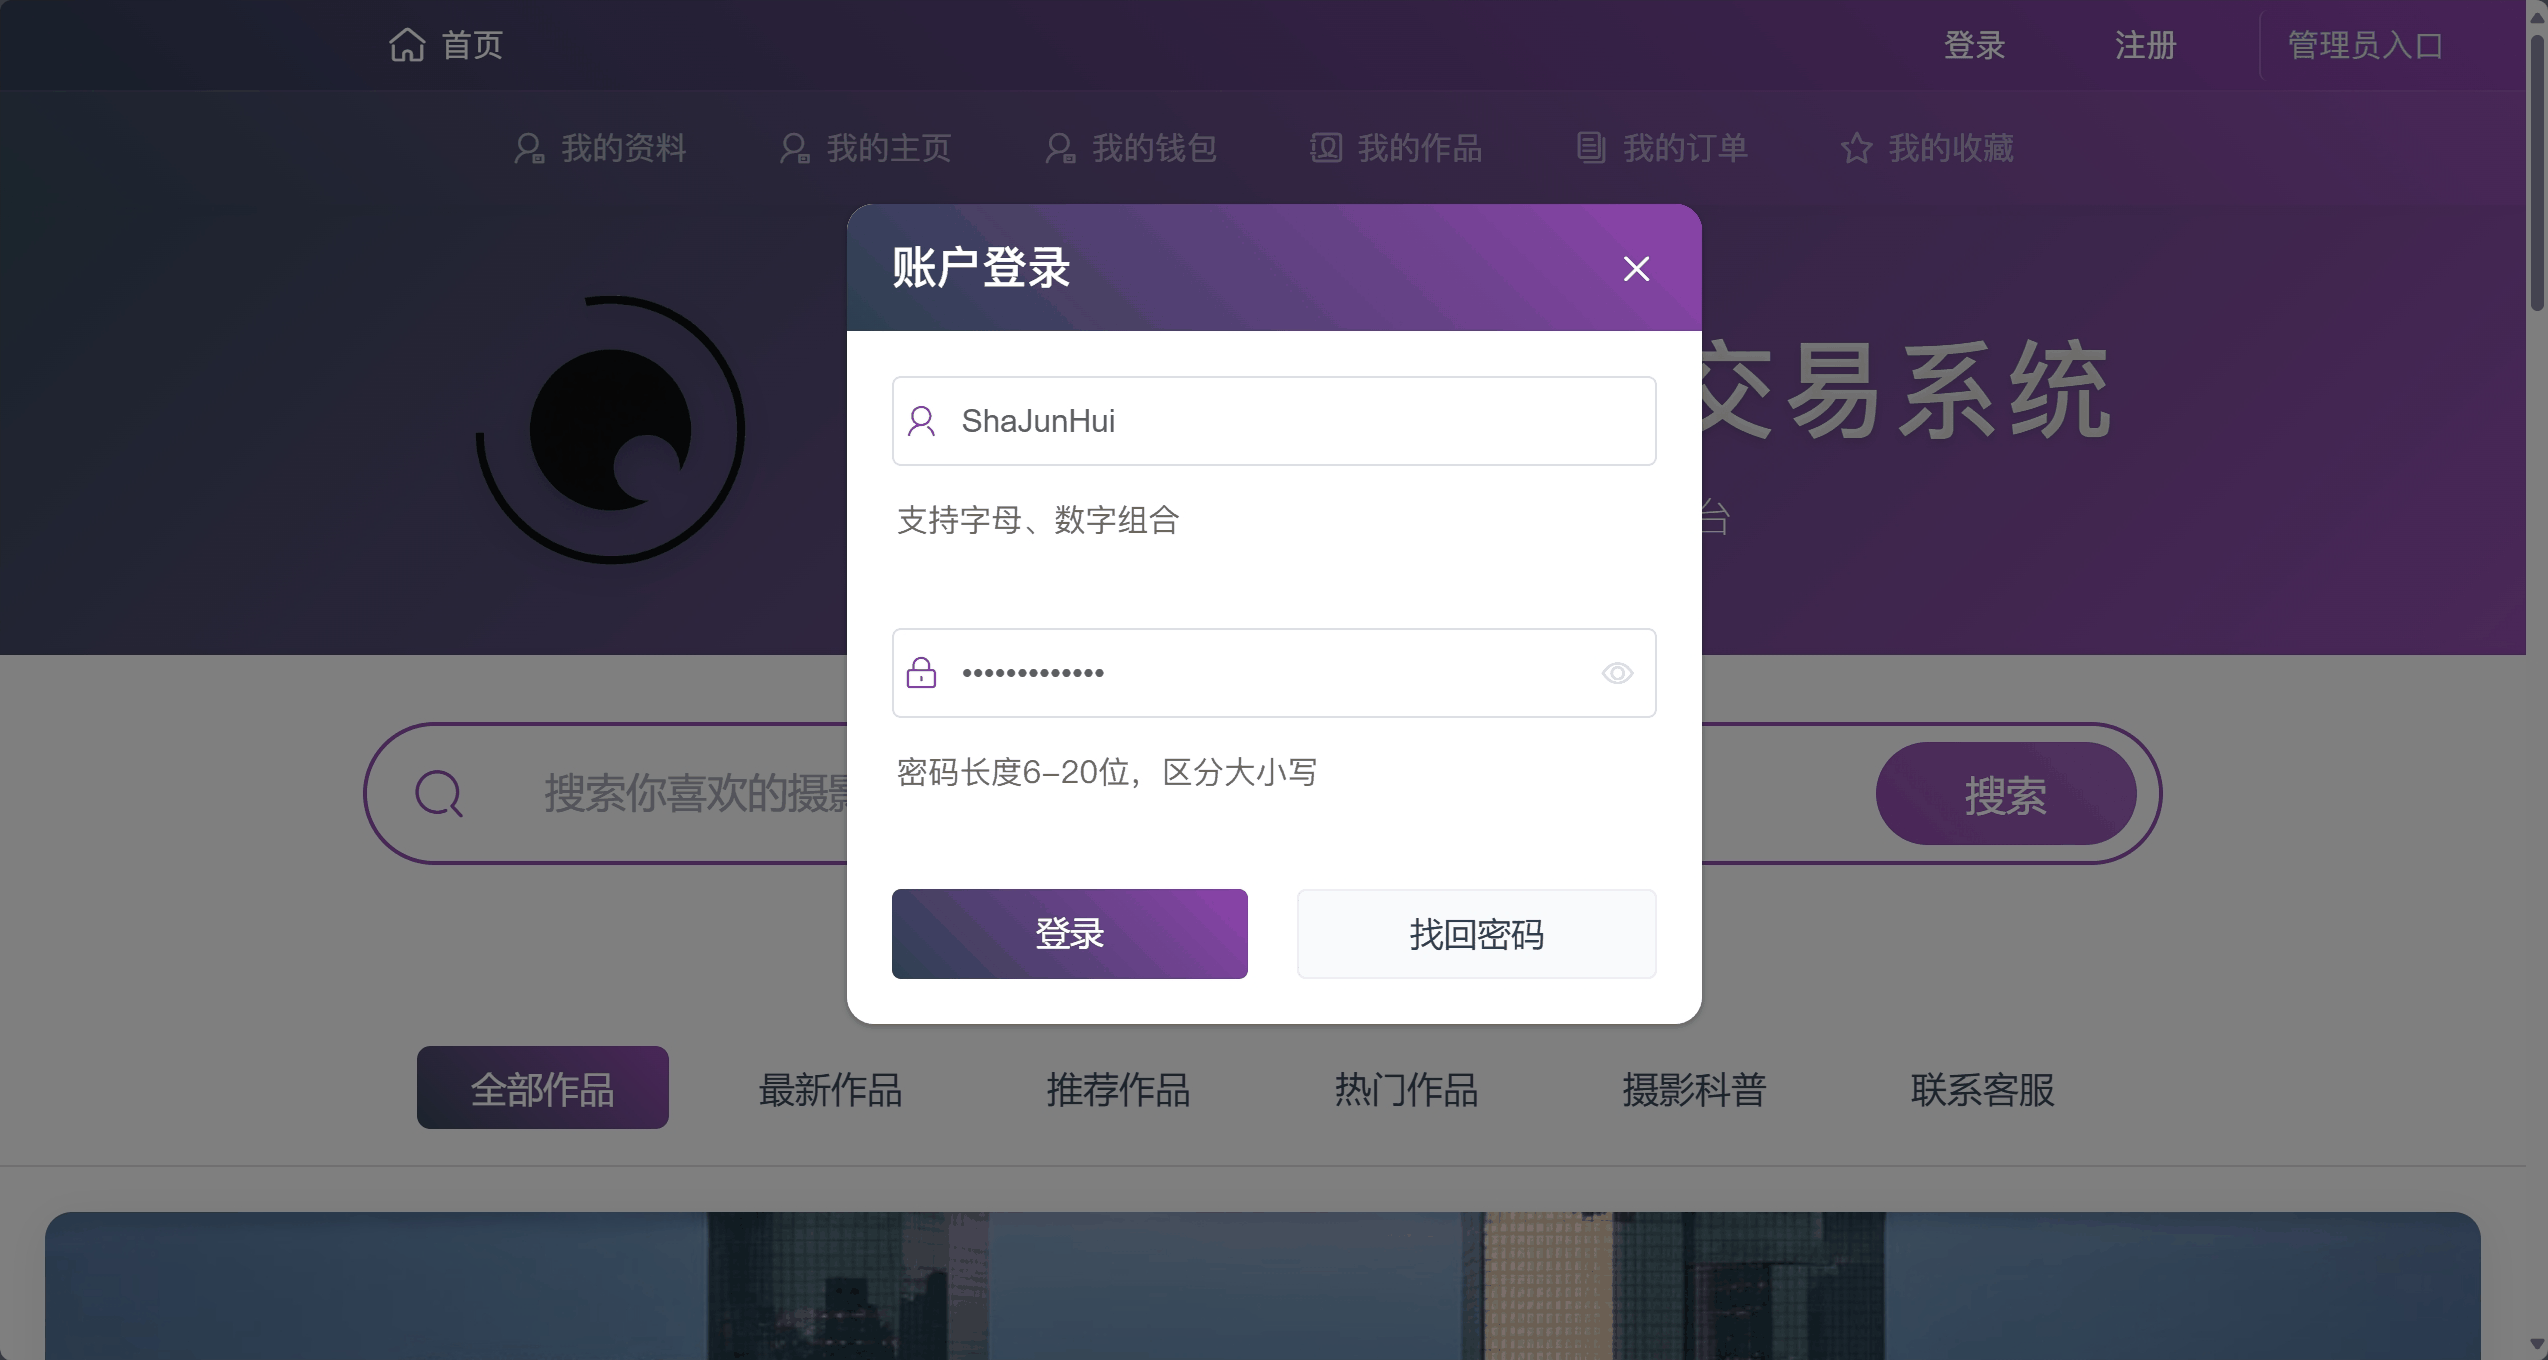 首页
登录
注册
管理员入口
我的资料
我的主页
我的钱包
我的作品
我的订单
我的收藏
账户登录
交易系统
台
ShaJunHui
支持字母、数字组合
•••••••••••••
密码长度6-20位，区分大小写
搜索你喜欢的摄影
搜索
登录
找回密码
全部作品
最新作品
推荐作品
热门作品
摄影科普
联系客服